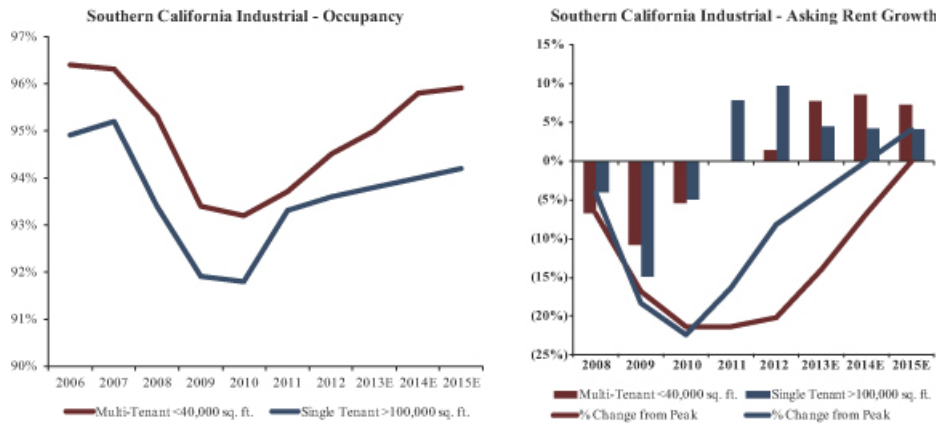 Southern California Industrial - Occupancy
97%
96%
95%
94%
93%
92%
91%
90%
2006 2007 2008 2009 2010 2011 2012 2013E 2014E 2015E
Multi-Tenant <40,000 sq. ft. Single Tenant >100,000 sq. ft.
Southern California Industrial - Asking Rent Growth
15%
10%
5%
0%
(5%)
(10%)
(15%)
(20%)
(25%)
2008 2009 2010 2011 2012 2013E 2014E 2015E
Multi-Tenant <40,000 sq. ft. Single Tenant >100,000 sq. ft.
% Change from Peak % Change from Peak